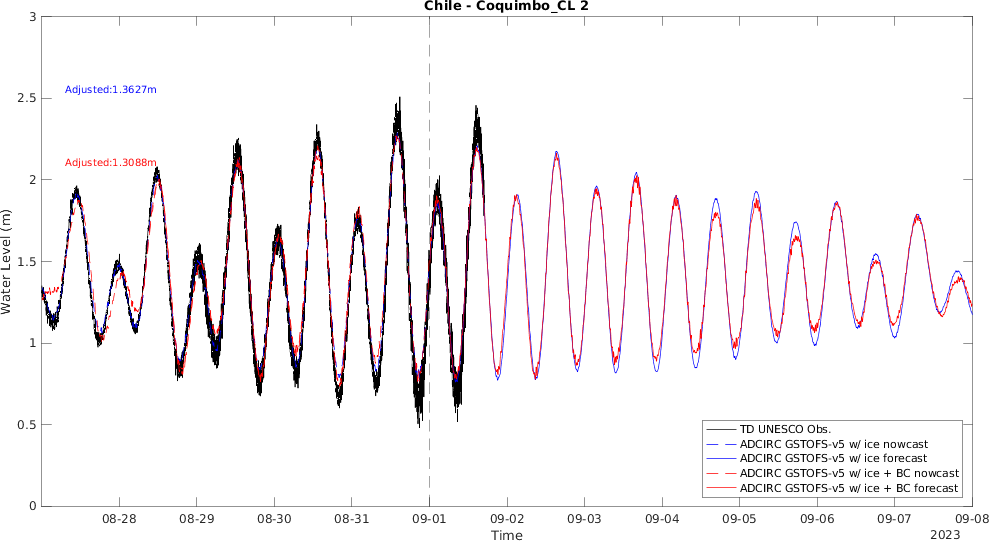 Chile - Coquimbo_CL 2
3
2.5
2
1.5
1
0.5
0
Water Level (m)
Adjusted:1.3627m
Adjusted:1.3088m
TD UNESCO Obs.
ADCIRC GSTOFS-v5 w/ ice nowcast
ADCIRC GSTOFS-v5 w/ ice forecast
ADCIRC GSTOFS-v5 w/ ice + BC nowcast
ADCIRC GSTOFS-v5 w/ ice + BC forecast
08-28 08-29 08-30 08-31 09-01 09-02 09-03 09-04 09-05 09-06 09-07 09-08
Time
2023